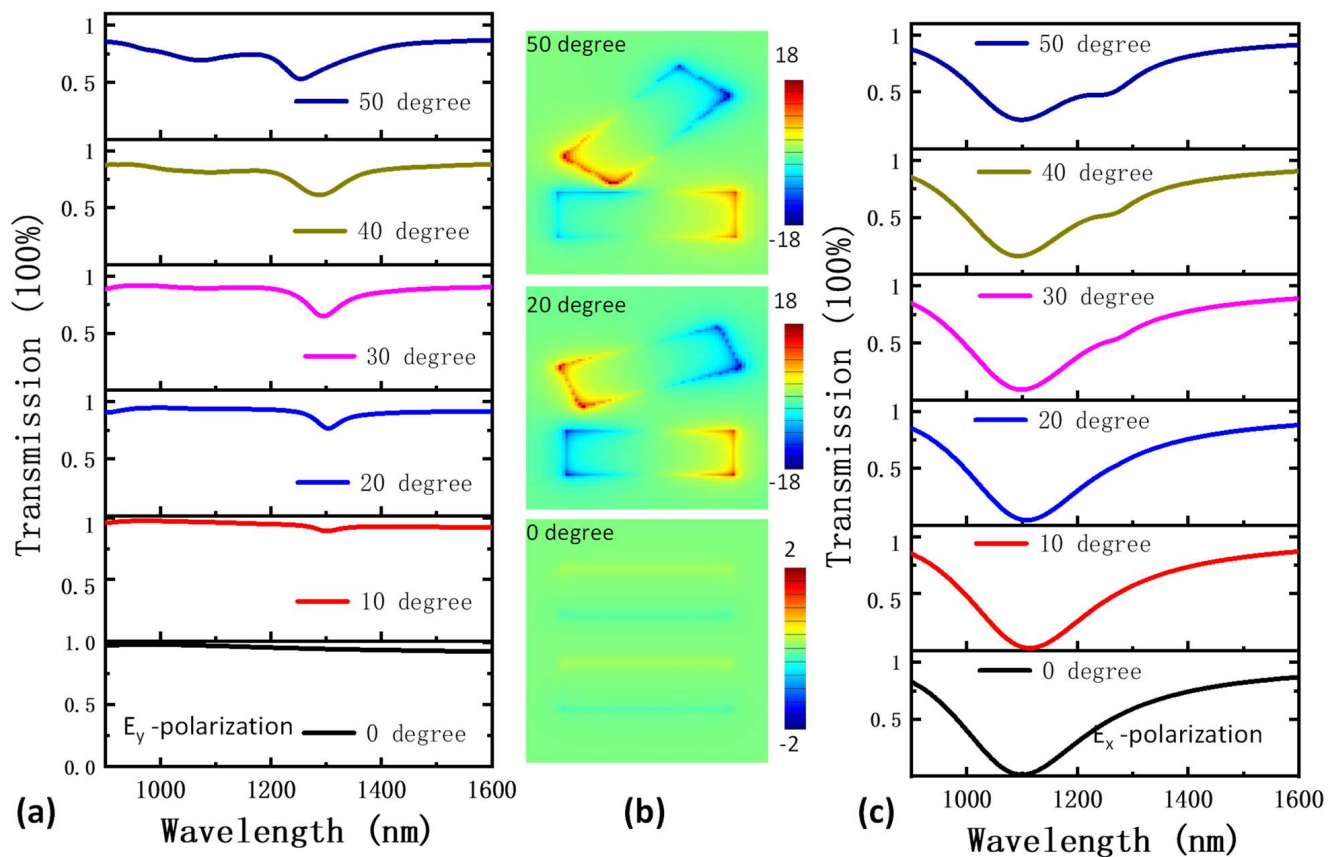 Transmission (100%)
1
0.5
50 degree
1
0.5
40 degree
1
0.5
30 degree
1
0.5
20 degree
1
0.5
10 degree
1.0
0.5
0.0
Ey -polarization
0 degree
1000 1200 1400 1600
Wavelength (nm)
(a)
50 degree
18
-18
20 degree
18
-18
0 degree
2
-2
(b)
Transmission (100%)
1
0.5
50 degree
1
0.5
40 degree
1
0.5
30 degree
1
0.5
20 degree
1
0.5
10 degree
1
0.5
0 degree
Ex -polarization
1000 1200 1400 1600
Wavelength (nm)
(c)